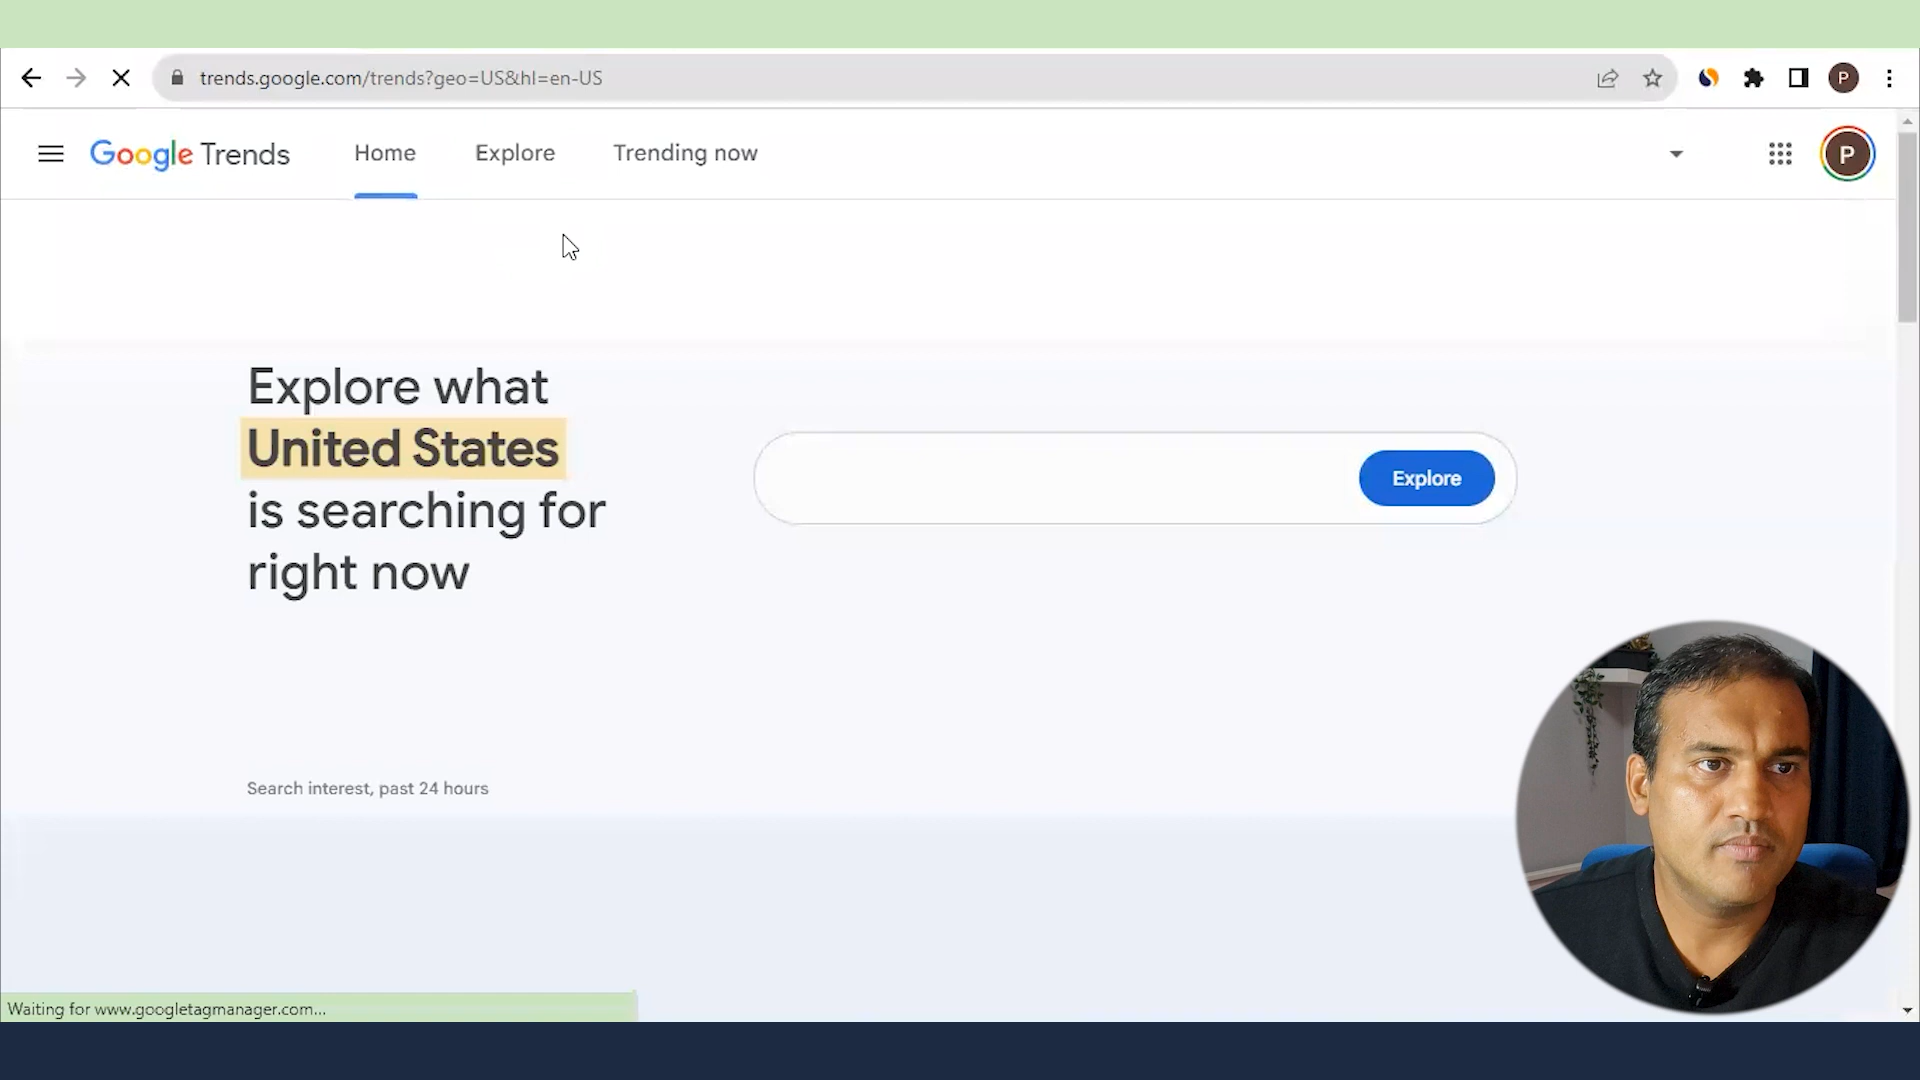 trends.google.com/trends?geo=US&hl=en-US
P
Google Trends
Home
Explore
Trending now
P
Explore what
United States
is searching for
right now
Explore
Search interest, past 24 hours
Waiting for www.googletagmanager.com...